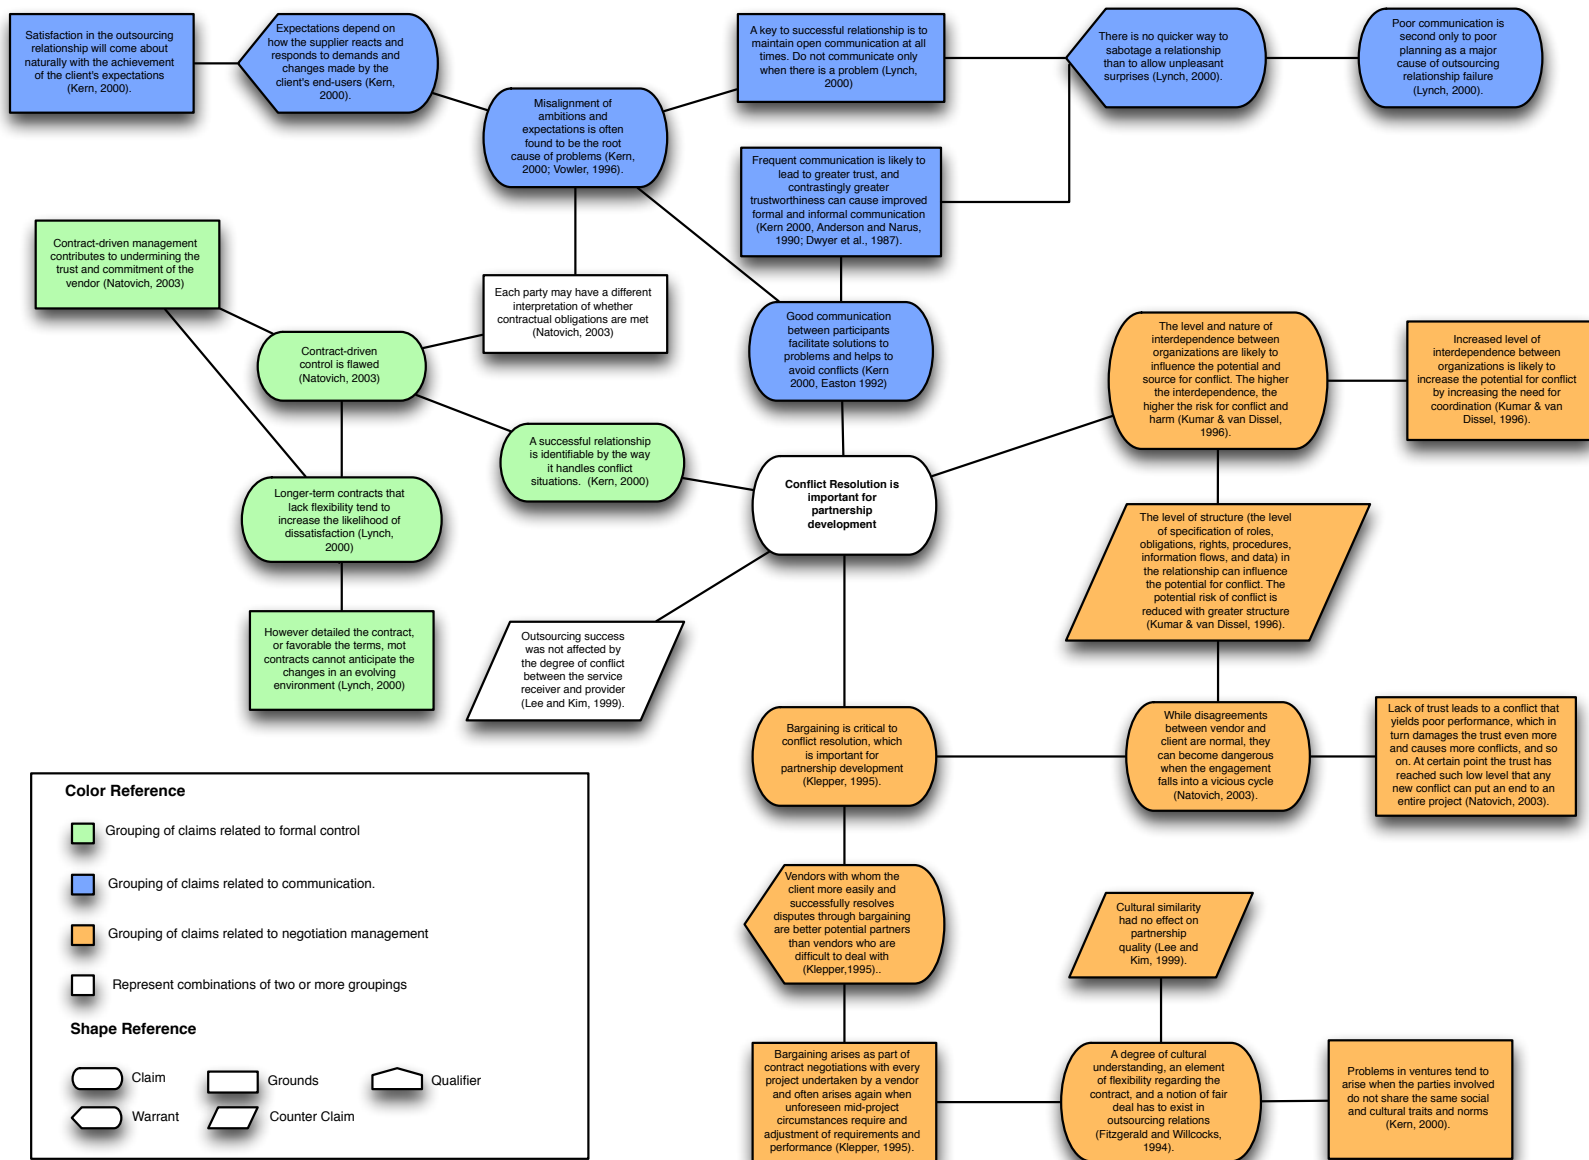 Satisfaction in the outsourcing
relationship will come about
naturally with the achievement
of the client's expectations
(Kern, 2000).
Expectations depend on
how the supplier reacts and
responds to demands and
changes made by the
client's end-users (Kern,
2000).
Misalignment of
ambitions and
expectations is often
found to be the root
cause of problems (Kern,
2000; Vowler, 1996).
A key to successful relationship is to
maintain open communication at all
times. Do not communicate only
when there is a problem (Lynch,
2000)
There is no quicker way to
sabotage a relationship
than to allow unpleasant
surprises (Lynch, 2000).
Poor communication is
second only to poor
planning as a major
cause of outsourcing
relationship failure
(Lynch, 2000).
Frequent communication is likely to
lead to greater trust, and
contrastingly greater
trustworthiness can cause improved
formal and informal communication
(Kern 2000, Anderson and Narus,
1990; Dwyer et al., 1987).
Contract-driven management
contributes to undermining the
trust and commitment of the
vendor (Natovich, 2003)
Each party may have a different
interpretation of whether
contractual obligations are met
(Natovich, 2003)
Contract-driven
control is flawed
(Natovich, 2003)
Good communication
between participants
facilitate solutions to
problems and helps to
avoid conflicts (Kern
2000, Easton 1992)
The level and nature of
interdependence between
organizations are likely to
influence the potential and
source for conflict. The higher
the interdependence, the
higher the risk for conflict and
harm (Kumar & van Dissel,
1996).
Increased level of
interdependence between
organizations is likely to
increase the potential for conflict
by increasing the need for
coordination (Kumar & van
Dissel, 1996).
A successful relationship
is identifiable by the way
it handles conflict
situations.  (Kern, 2000)
Conflict Resolution is
important for
partnership
development
Longer-term contracts that
lack flexibility tend to
increase the likelihood of
dissatisfaction (Lynch,
2000)
The level of structure (the level
of specification of roles,
obligations, rights, procedures,
information flows, and data) in
the relationship can influence
the potential for conflict. The
potential risk of conflict is
reduced with greater structure
(Kumar & van Dissel, 1996).
However detailed the contract,
or favorable the terms, mot
contracts cannot anticipate the
changes in an evolving
environment (Lynch, 2000)
Outsourcing success
was not affected by
the degree of conflict
between the service
receiver and provider
(Lee and Kim, 1999).
Bargaining is critical to
conflict resolution, which
is important for
partnership development
(Klepper, 1995).
While disagreements
between vendor and
client are normal, they
can become dangerous
when the engagement
falls into a vicious cycle
(Natovich, 2003).
Lack of trust leads to a conflict that
yields poor performance, which in
turn damages the trust even more
and causes more conflicts, and so
on. At certain point the trust has
reached such low level that any
new conflict can put an end to an
entire project (Natovich, 2003).
Vendors with whom the
client more easily and
successfully resolves
disputes through bargaining
are better potential partners
than vendors who are
difficult to deal with
(Klepper,1995)..
Cultural similarity
had no effect on
partnership
quality (Lee and
Kim, 1999).
Bargaining arises as part of
contract negotiations with every
project undertaken by a vendor
and often arises again when
unforeseen mid-project
circumstances require and
adjustment of requirements and
performance (Klepper, 1995).
A degree of cultural
understanding, an element
of flexibility regarding the
contract, and a notion of fair
deal has to exist in
outsourcing relations
(Fitzgerald and Willcocks,
1994).
Problems in ventures tend to
arise when the parties involved
do not share the same social
and cultural traits and norms
(Kern, 2000).
Color Reference
Grouping of claims related to formal control
Grouping of claims related to communication.
Grouping of claims related to negotiation management
Represent combinations of two or more groupings
Shape Reference
Claim
Grounds
Qualifier
Warrant
Counter Claim